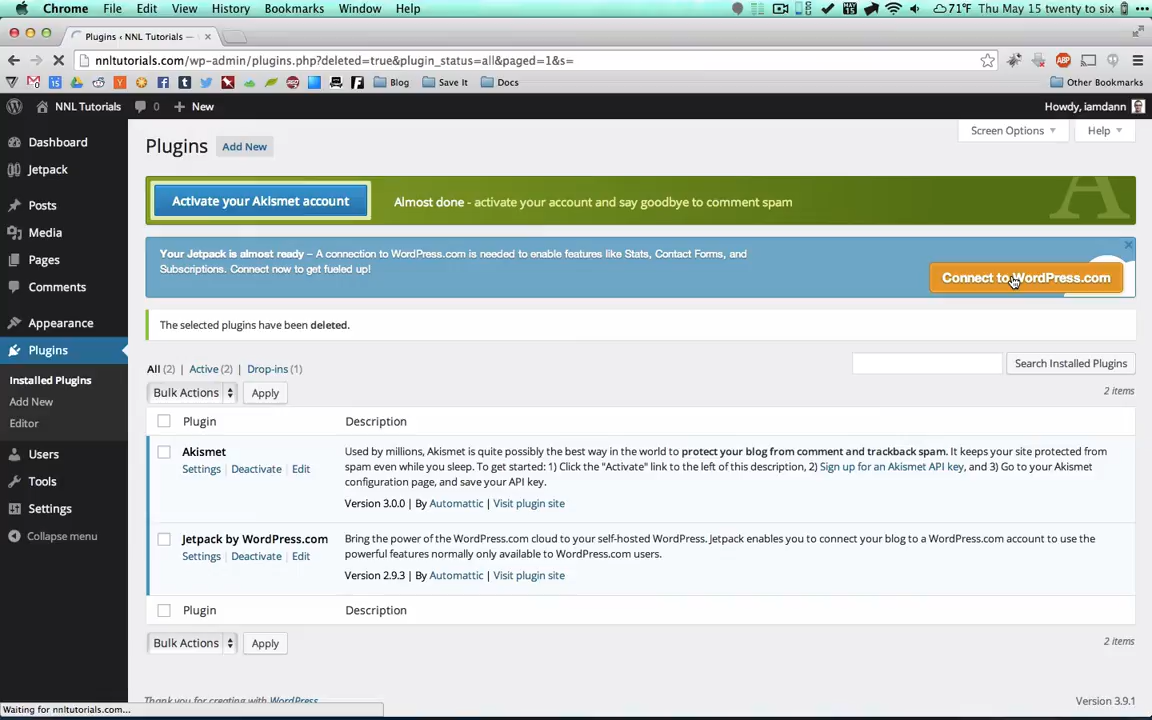 Chrome File Edit View History Bookmarks Window Help
MAY 15 71°F Thu May 15 twenty to six
Plugins ‹ NNL Tutorials —
nnltutorials.com/wp-admin/plugins.php?deleted=true&plugin_status=all&paged=1&s=
Blog Save It Docs Other Bookmarks
NNL Tutorials 0 New Howdy, iamdann
Screen Options Help
Plugins Add New
Dashboard
Jetpack
Posts
Media
Pages
Comments
Appearance
Plugins
Installed Plugins
Add New
Editor
Users
Tools
Settings
Collapse menu
Activate your Akismet account Almost done - activate your account and say goodbye to comment spam
A
Your Jetpack is almost ready – A connection to WordPress.com is needed to enable features like Stats, Contact Forms, and
Subscriptions. Connect now to get fueled up!
Connect to WordPress.com
The selected plugins have been deleted.
All (2) | Active (2) | Drop-ins (1)
Search Installed Plugins
Bulk Actions Apply
2 items
Plugin Description
Akismet
Settings | Deactivate | Edit
Used by millions, Akismet is quite possibly the best way in the world to protect your blog from comment and trackback spam. It keeps your site protected from
spam even while you sleep. To get started: 1) Click the "Activate" link to the left of this description, 2) Sign up for an Akismet API key, and 3) Go to your Akismet
configuration page, and save your API key.
Version 3.0.0 | By Automattic | Visit plugin site
Jetpack by WordPress.com
Settings | Deactivate | Edit
Bring the power of the WordPress.com cloud to your self-hosted WordPress. Jetpack enables you to connect your blog to a WordPress.com account to use the
powerful features normally only available to WordPress.com users.
Version 2.9.3 | By Automattic | Visit plugin site
Plugin Description
Bulk Actions Apply
2 items
Thank you for creating with WordPress
Version 3.9.1
Waiting for nnltutorials.com...